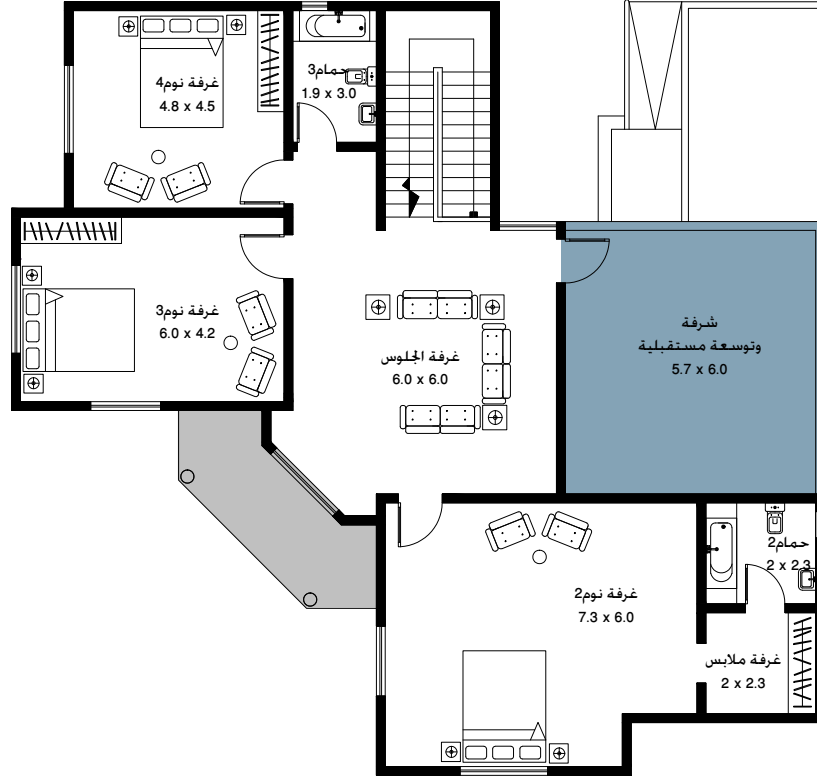 غرفة نوم4
4.8 x 4.5
حمام3
1.9 x 3.0
غرفة نوم3
6.0 x 4.2
غرفة الجلوس
6.0 x 6.0
شرفة
وتوسعة مستقبلية
5.7 x 6.0
حمام2
2 x 2.3
غرفة نوم2
7.3 x 6.0
غرفة ملابس
2 x 2.3